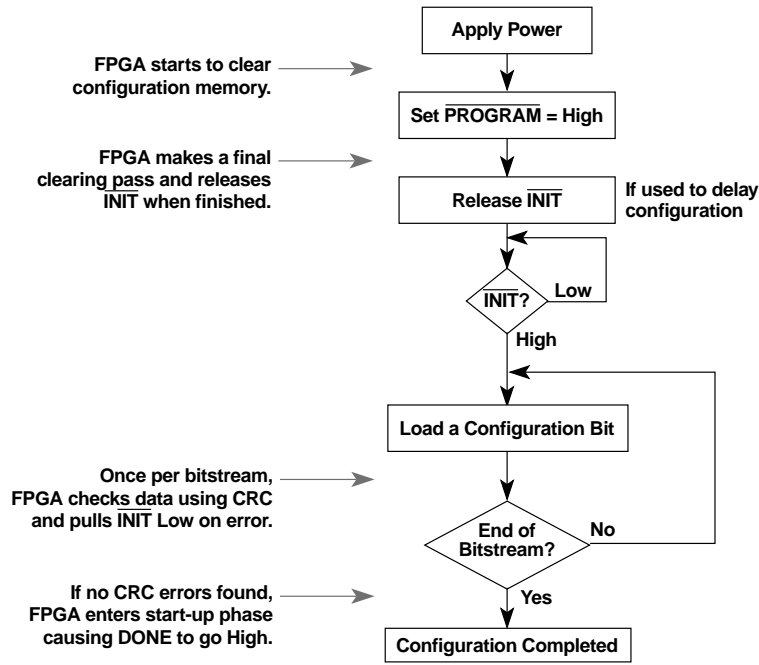 Apply Power
FPGA starts to clear
configuration memory.
Set PROGRAM = High
FPGA makes a final
clearing pass and releases
INIT when finished.
Release INIT
If used to delay
configuration
INIT?
Low
High
Load a Configuration Bit
Once per bitstream,
FPGA checks data using CRC
and pulls INIT Low on error.
End of
Bitstream?
No
Yes
If no CRC errors found,
FPGA enters start-up phase
causing DONE to go High.
Configuration Completed